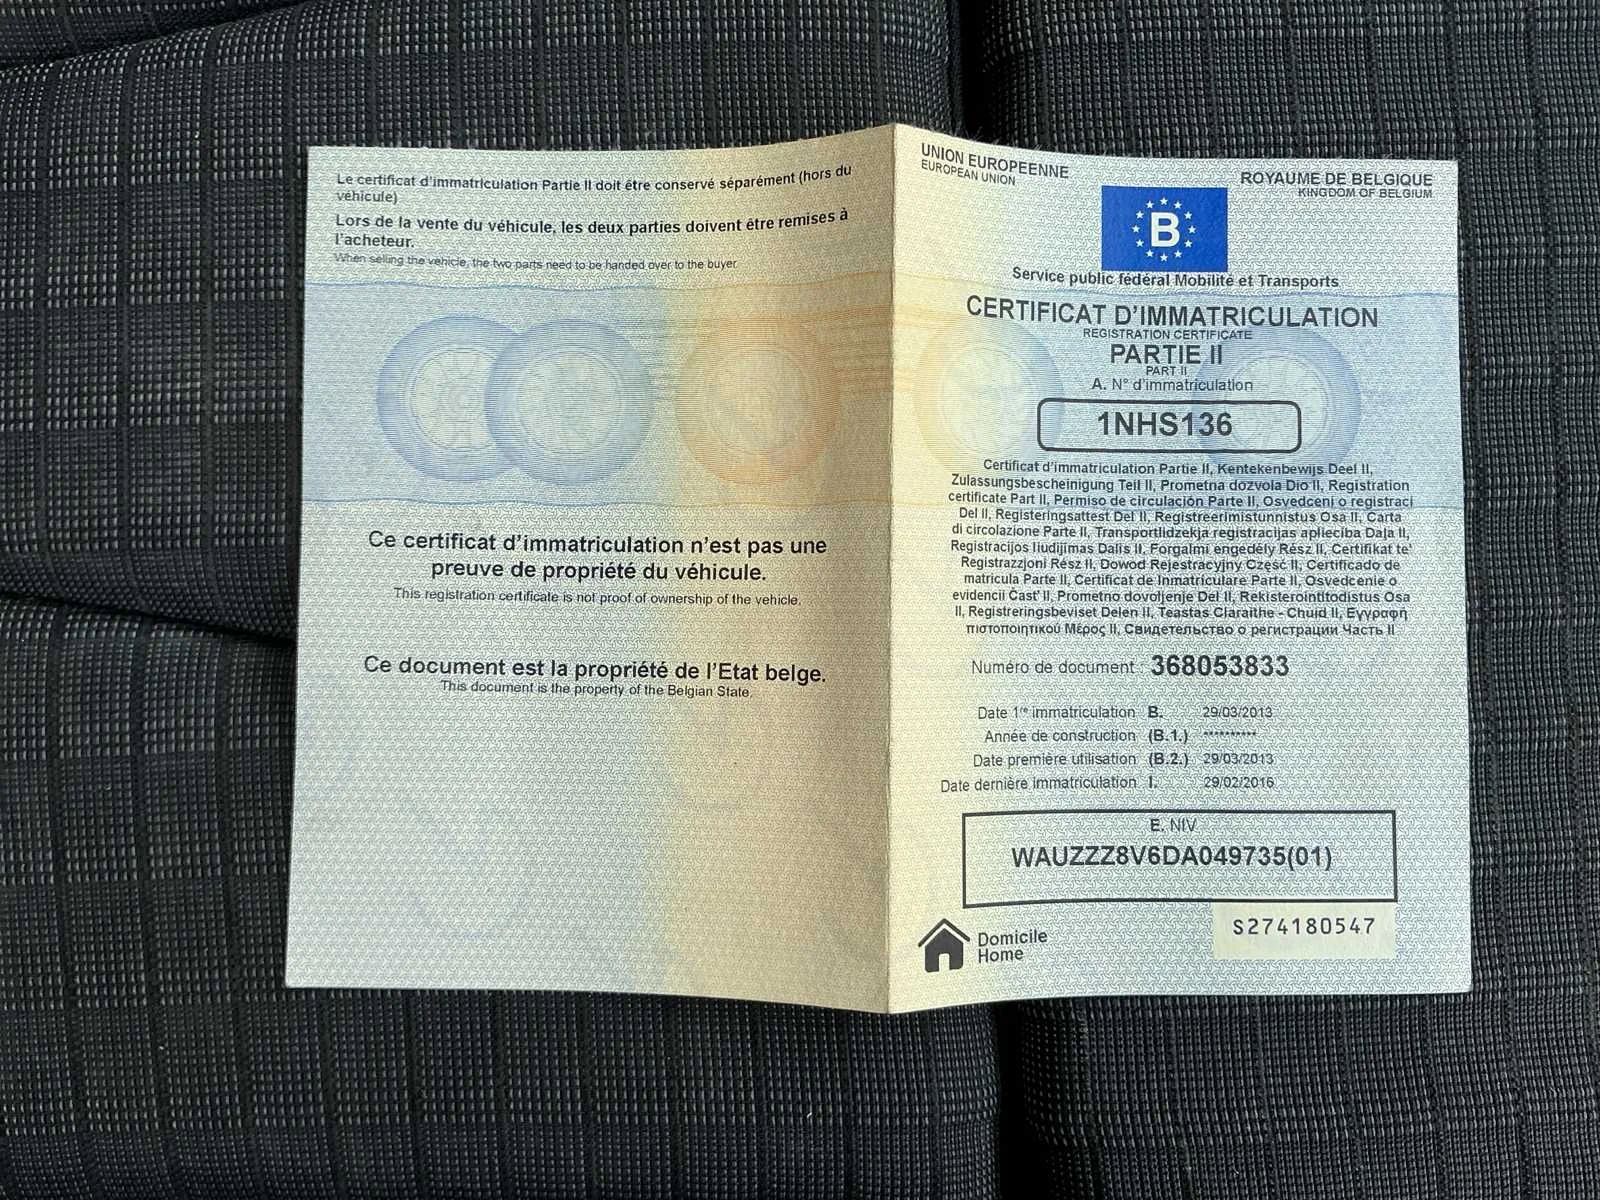 Le certificat d'immatriculation Partie II doit être conservé séparément (hors du
véhicule)
Lors de la vente du véhicule, les deux parties doivent être remises à
l'acheteur.
When selling the vehicle, the two parts need to be handed over to the buyer.
Ce certificat d'immatriculation n'est pas une
preuve de propriété du véhicule.
This registration certificate is not proof of ownership of the vehicle.
Ce document est la propriété de l'Etat belge.
This document is the property of the Belgian State.
UNION EUROPEENNE
EUROPEAN UNION
ROYAUME DE BELGIQUE
KINGDOM OF BELGIUM
B
Service public fédéral Mobilité et Transports
CERTIFICAT D'IMMATRICULATION
REGISTRATION CERTIFICATE
PARTIE II
PART II
A. N° d'immatriculation
1NHS136
Certificat d'immatriculation Partie II, Kentekenbewijs Deel II,
Zulassungsbescheinigung Teil II, Prometna dozvola Dio II, Registration
certificate Part II, Permiso de circulación Parte II, Osvedceni o registraci
Del II, Registeringsattest Del II, Registreerimistunnistus Osa II, Carta
di circolazione Parte II, Transportlidzekja registracijas aplieciba Daļa II,
Registracijos liudijimas Dalis II, Forgalmi engedély Rész II, Certifikat te'
Registrazzjoni Rész II, Dowod Rejestracyjny Część II, Certificado de
matricula Parte II, Certificat de Inmatriculare Parte II, Osvedcenie o
evidencii Čast' II, Prometno dovoljenje Del II, Rekisterointitodistus Osa
II, Registreringsbeviset Delen II, Teastas Claraithe - Chuid II, Εγγραφή
πιστοποιητικού Μέρος II, Свидетельство о регистрации Часть II
Numéro de document : 368053833
Date 1re immatriculation B. 29/03/2013
Année de construction (B.1.) **********
Date première utilisation (B.2.) 29/03/2013
Date dernière immatriculation I. 29/02/2016
E. NIV
WAUZZZ8V6DA049735(01)
S274180547
Domicile
Home